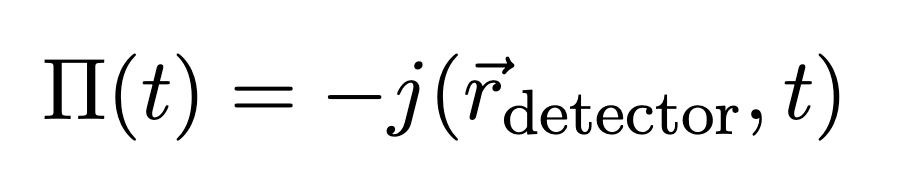 Π(t) = −j(r⃗_detector, t)